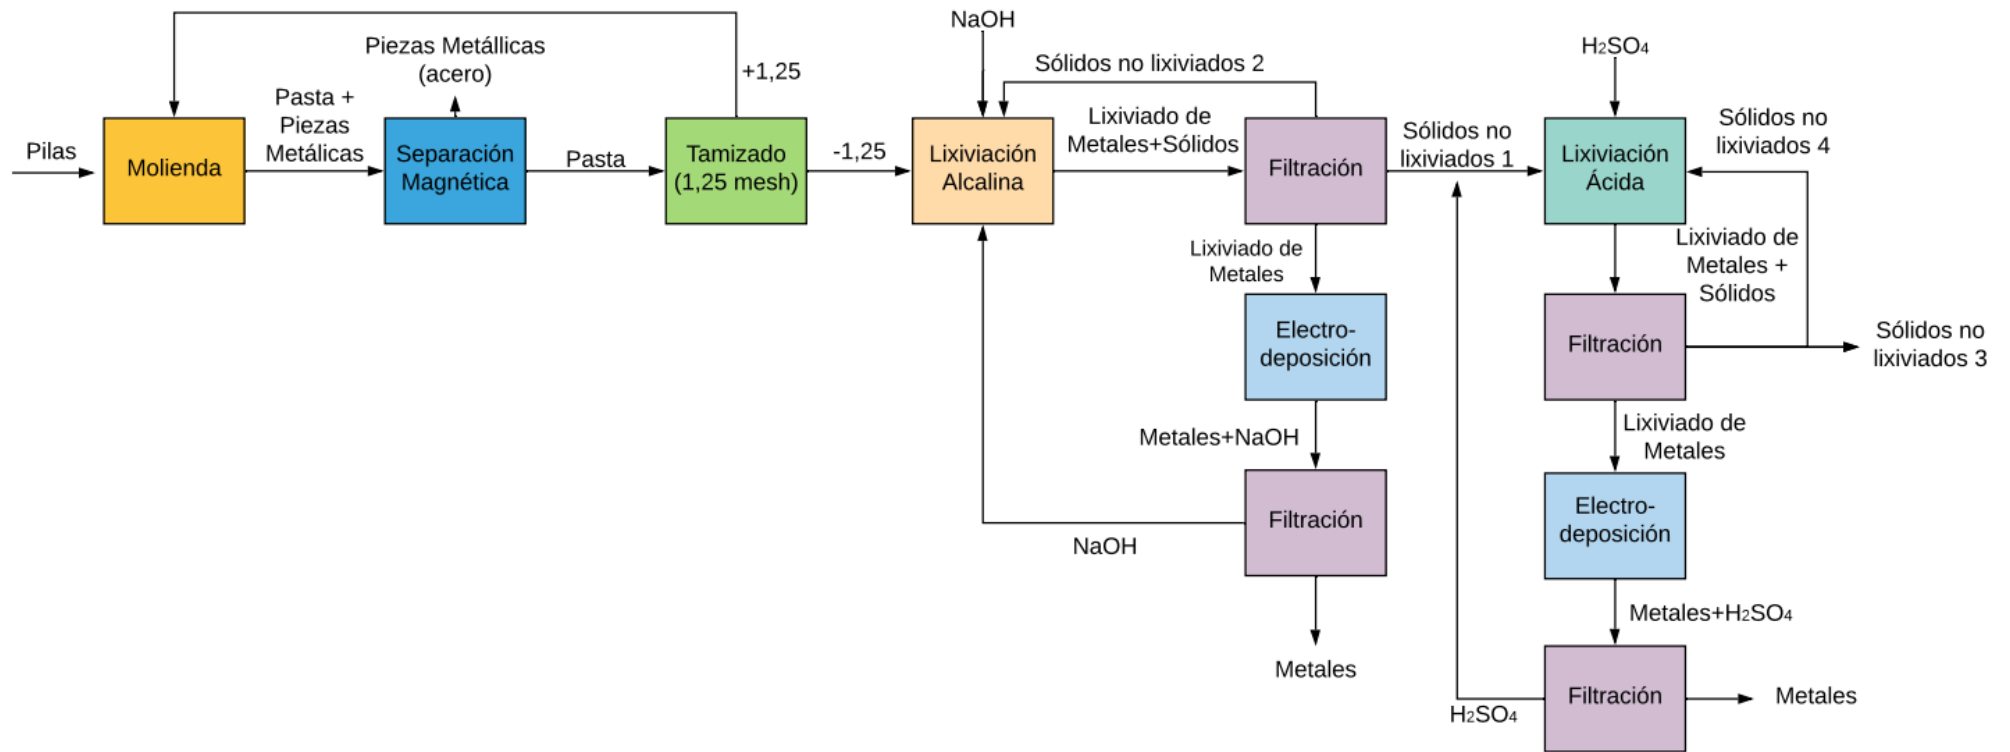 Pilas
Molienda
Pasta +
Piezas
Metálicas
Piezas Metállicas
(acero)
Separación
Magnética
Pasta
+1,25
Tamizado
(1,25 mesh)
-1,25
NaOH
Sólidos no lixiviados 2
Lixiviación
Alcalina
Lixiviado de
Metales+Sólidos
Filtración
Sólidos no
lixiviados 1
H₂SO₄
Lixiviación
Ácida
Sólidos no
lixiviados 4
Lixiviado de
Metales
Lixiviado de
Metales +
Sólidos
Electro-
deposición
Filtración
Sólidos no
lixiviados 3
Metales+NaOH
Lixiviado de
Metales
Filtración
NaOH
Electro-
deposición
Metales
Metales+H₂SO₄
H₂SO₄
Filtración
Metales